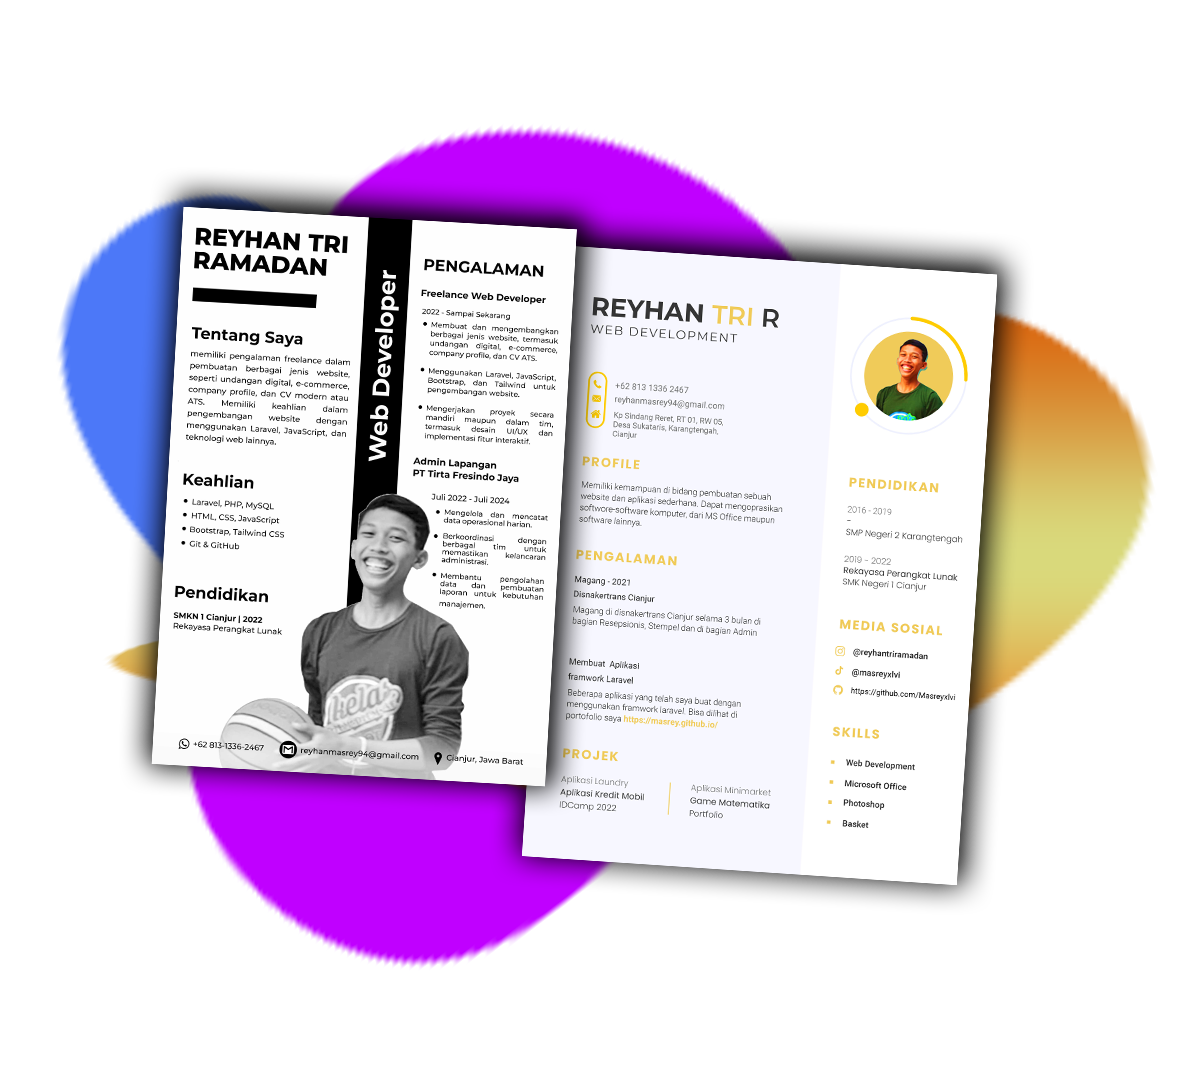 REYHAN TRI
RAMADAN
Tentang Saya
memiliki pengalaman freelance dalam
pembuatan berbagai jenis website,
seperti undangan digital, e-commerce,
company profile, dan CV modern atau
ATS. Memiliki keahlian dalam
pengembangan website dengan
menggunakan Laravel, JavaScript, dan
teknologi web lainnya.
Keahlian
Laravel, PHP, MySQL
HTML, CSS, JavaScript
Bootstrap, Tailwind CSS
Git & GitHub
Pendidikan
SMKN 1 Cianjur | 2022
Rekayasa Perangkat Lunak
Web Developer
PENGALAMAN
Freelance Web Developer
2022 - Sampai Sekarang
Membuat dan mengembangkan
berbagai jenis website, termasuk
undangan digital, e-commerce,
company profile, dan CV ATS.
Menggunakan Laravel, JavaScript,
Bootstrap, dan Tailwind untuk
pengembangan website.
Mengerjakan proyek secara
mandiri maupun dalam tim,
termasuk desain UI/UX dan
implementasi fitur interaktif.
Admin Lapangan
PT Tirta Fresindo Jaya
Juli 2022 - Juli 2024
Mengelola dan mencatat
data operasional harian.
Berkoordinasi dengan
berbagai tim untuk
memastikan kelancaran
administrasi.
Membantu pengolahan
data dan pembuatan
laporan untuk kebutuhan
manajemen.
kela
+62 813-1336-2467
reyhanmasrey94@gmail.com
Cianjur, Jawa Barat
REYHAN TRI R
WEB DEVELOPMENT
+62 813 1336 2467
reyhanmasrey94@gmail.com
Kp Sindang Reret, RT 01, RW 05,
Desa Sukataris, Karangtengah,
Cianjur
PROFILE
Memiliki kemampuan di bidang pembuatan sebuah
website dan aplikasi sederhana. Dapat mengoprasikan
softwore-software komputer, dari MS Office maupun
software lainnya.
PENGALAMAN
Magang - 2021
Disnakertrans Cianjur
Magang di disnakertrans Cianjur selama 3 bulan di
bagian Resepsionis, Stempel dan di bagian Admin
Membuat Aplikasi
framwork Laravel
Beberapa aplikasi yang telah saya buat dengan
menggunakan framwork laravel. Bisa dilihat di
portofolio saya https://masrey.github.io/
PROJEK
Aplikasi Laundry
Aplikasi Kredit Mobil
IDCamp 2022
Aplikasi Minimarket
Game Matematika
Portfolio
PENDIDIKAN
2016 - 2019
–
SMP Negeri 2 Karangtengah
2019 - 2022
Rekayasa Perangkat Lunak
SMK Negeri 1 Cianjur
MEDIA SOSIAL
@reyhantriramadan
@masreyxlvi
https://github.com/Masreyxlvi
SKILLS
Web Development
Microsoft Office
Photoshop
Basket